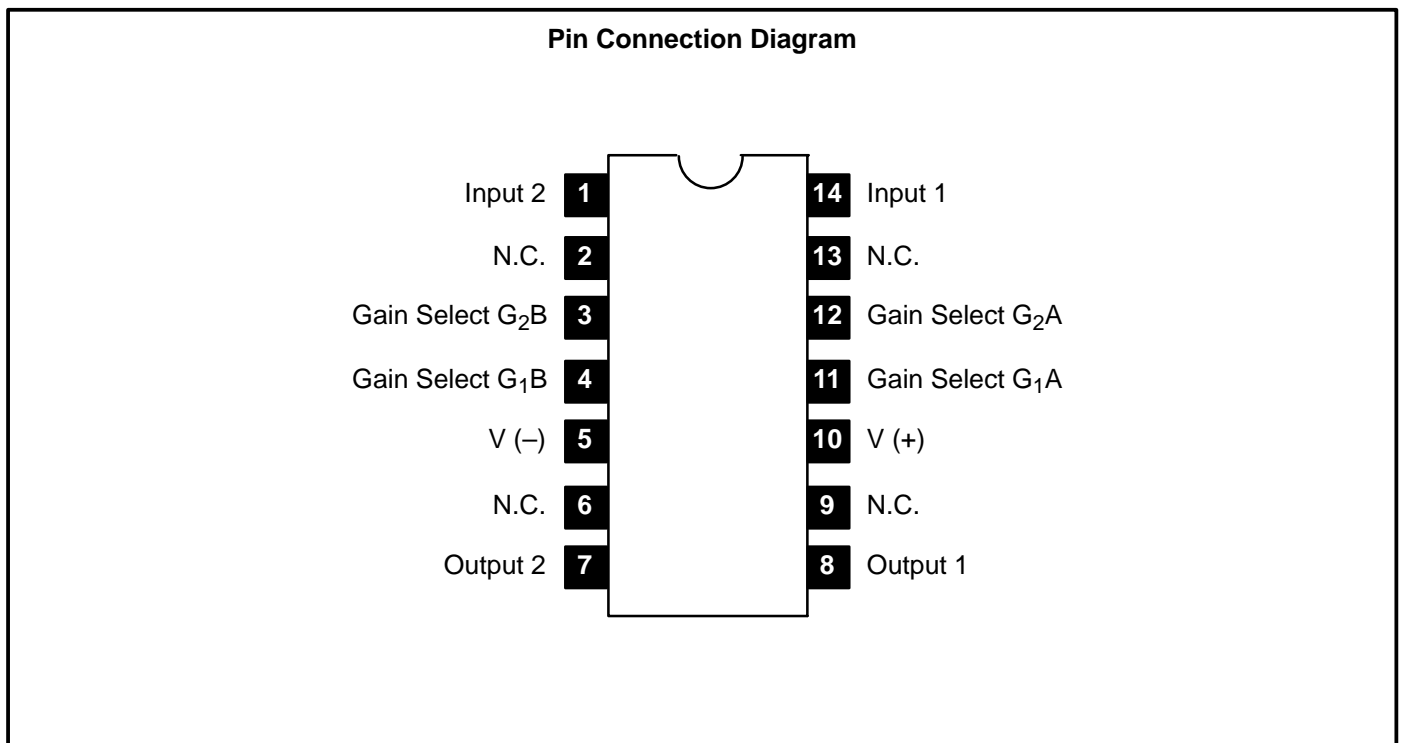 Pin Connection Diagram
Input 2 1 14 Input 1
N.C. 2 13 N.C.
Gain Select G₂B 3 12 Gain Select G₂A
Gain Select G₁B 4 11 Gain Select G₁A
V (–) 5 10 V (+)
N.C. 6 9 N.C.
Output 2 7 8 Output 1